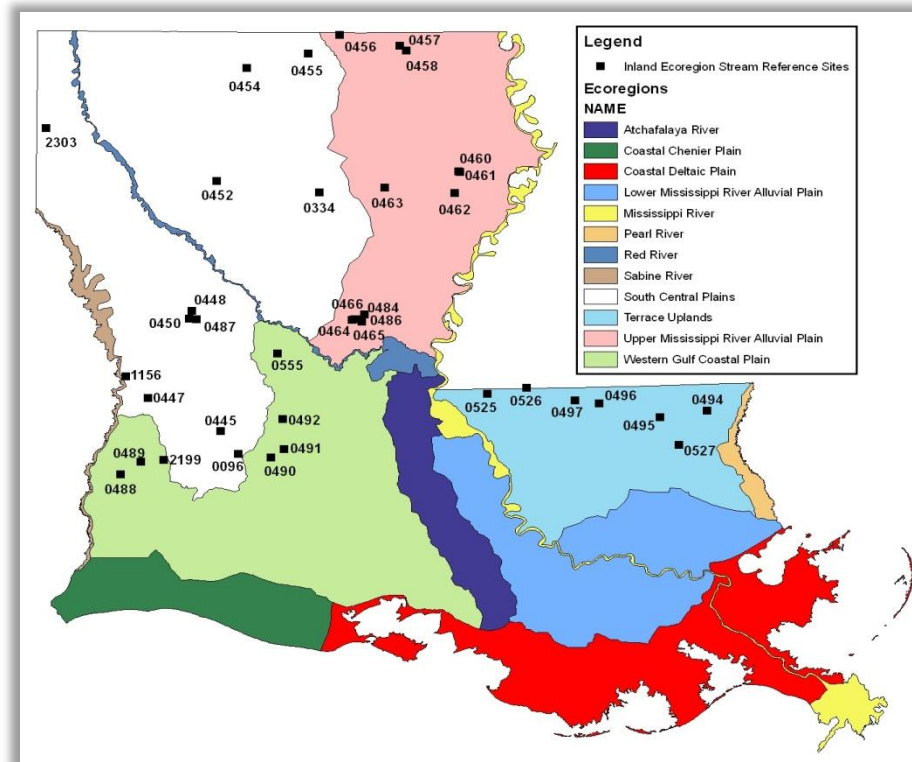 0456
0457
0458
0455
0454
2303
0460
0461
0452
0334
0463
0462
0448
0450
0487
0466
0484
0464
0486
0465
0555
1156
0447
0492
0445
0491
0489
2199
0096
0490
0488
0525
0526
0497
0496
0495
0494
0527
Legend
Inland Ecoregion Stream Reference Sites
Ecoregions
NAME
Atchafalaya River
Coastal Chenier Plain
Coastal Deltaic Plain
Lower Mississippi River Alluvial Plain
Mississippi River
Pearl River
Red River
Sabine River
South Central Plains
Terrace Uplands
Upper Mississippi River Alluvial Plain
Western Gulf Coastal Plain